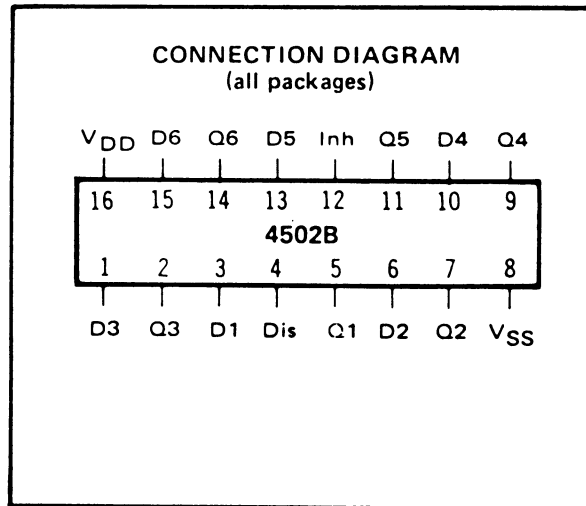 CONNECTION DIAGRAM
(all packages)
VDD D6 Q6 D5 Inh Q5 D4 Q4
16 15 14 13 12 11 10 9
4502B
1 2 3 4 5 6 7 8
D3 Q3 D1 Dis Q1 D2 Q2 VSS